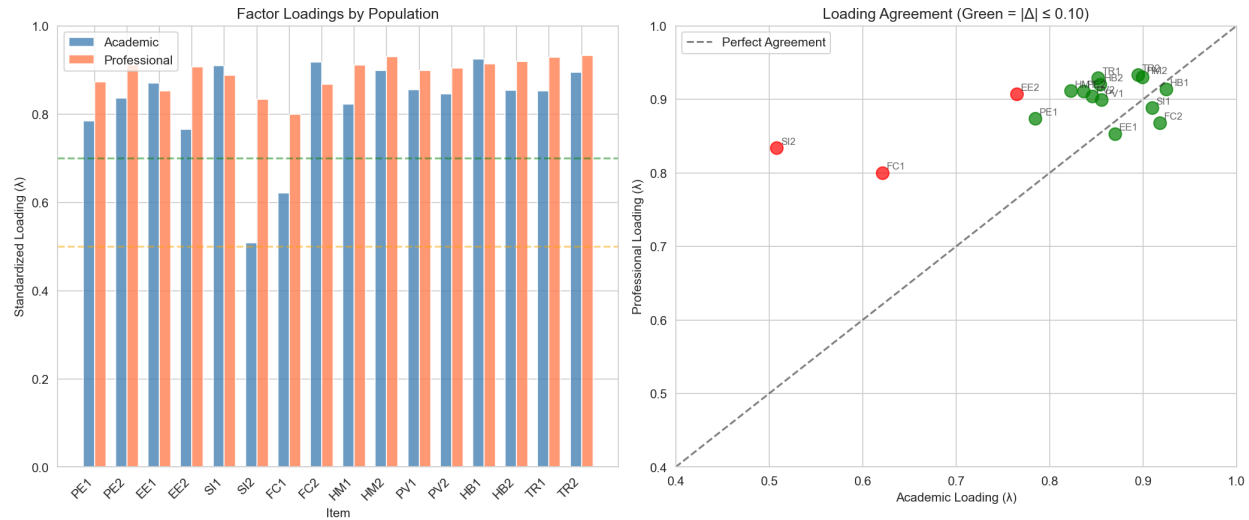 Factor Loadings by Population
Academic
Professional
Standardized Loading (λ)
1.0
0.8
0.6
0.4
0.2
0.0
PE1
PE2
EE1
EE2
SI1
SI2
FC1
FC2
HM1
HM2
PV1
PV2
HB1
HB2
TR1
TR2
Item
Loading Agreement (Green = |Δ| ≤ 0.10)
Perfect Agreement
Professional Loading (λ)
1.0
0.9
0.8
0.7
0.6
0.5
0.4
TR1
TR2
HM2
HB2
HB1
EE2
PV1
SI1
PE1
FC2
EE1
SI2
FC1
0.4
0.5
0.6
0.7
0.8
0.9
1.0
Academic Loading (λ)